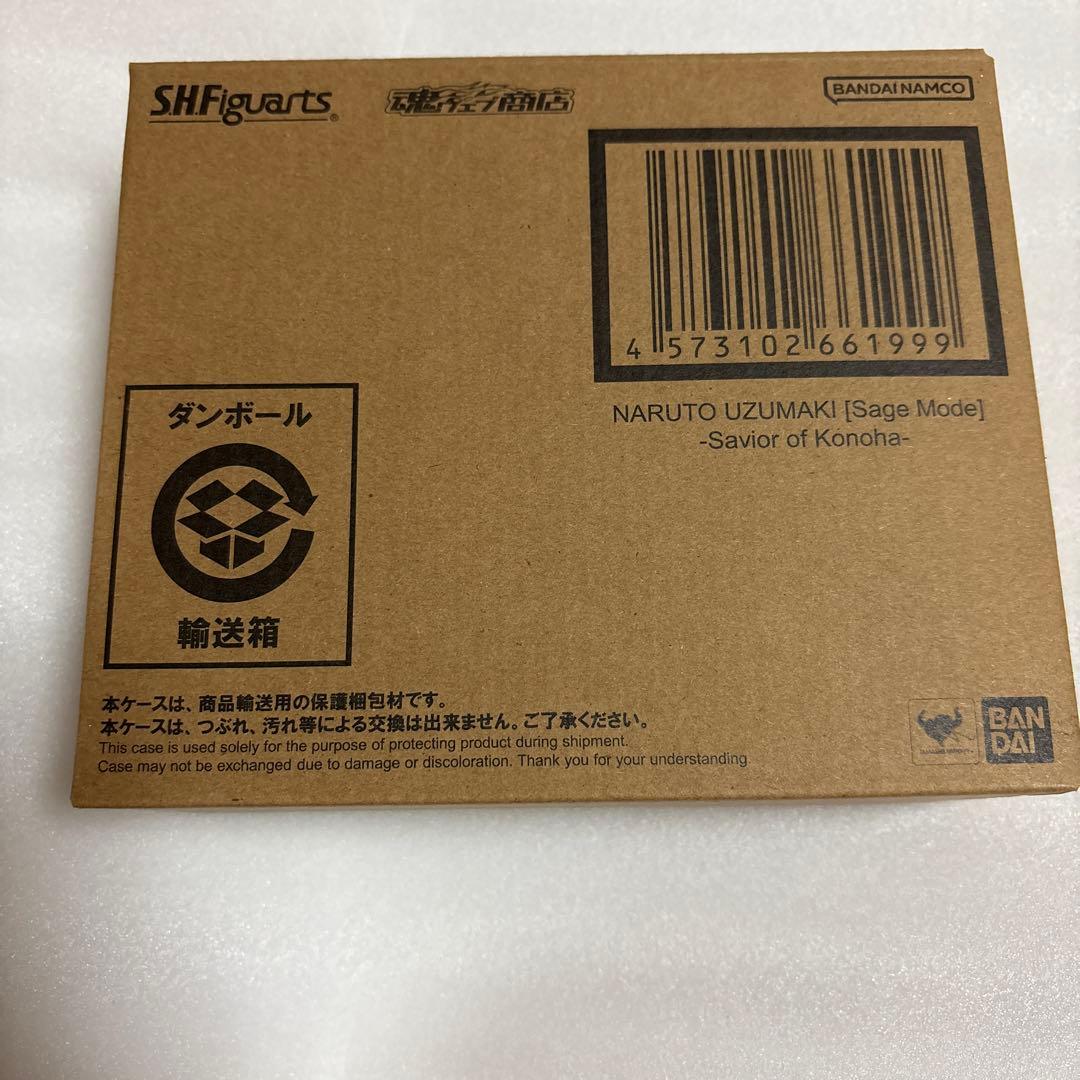 S.H.Figuarts®
魂ウェブ商店
BANDAI NAMCO
4 573102 661999
NARUTO UZUMAKI [Sage Mode]
-Savior of Konoha-
ダンボール
輸送箱
本ケースは、商品輸送用の保護梱包材です。
本ケースは、つぶれ、汚れ等による交換は出来ません。ご了承ください。
This case is used solely for the purpose of protecting product during shipment.
Case may not be exchanged due to damage or discoloration. Thank you for your understanding
BAN
DAI